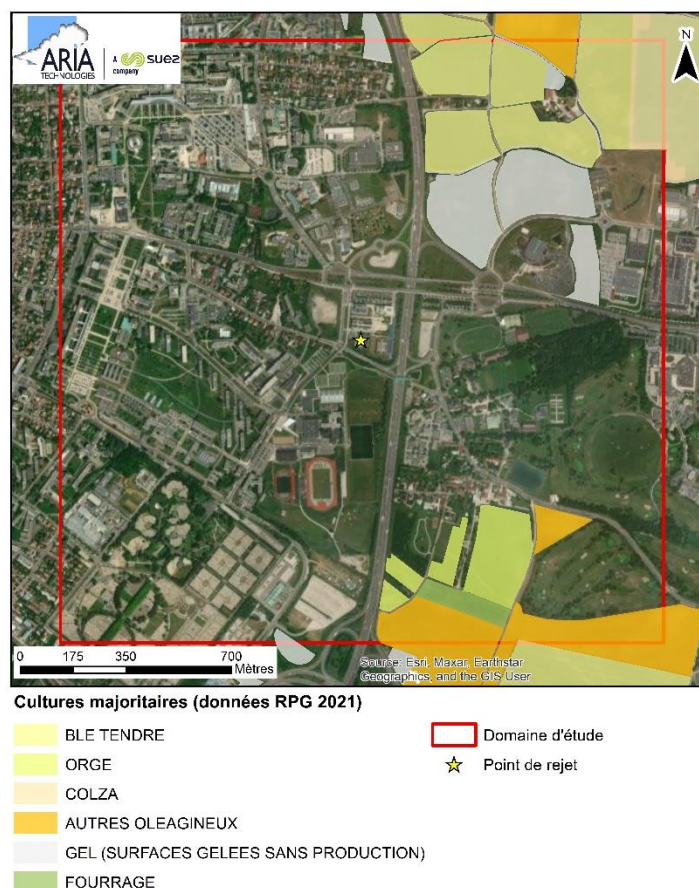 ARIA
TECHNOLOGIES
A
company
suez
N
0 175 350 700
Mètres
Source: Esri, Maxar, Earthstar
Geographics, and the GIS User
Cultures majoritaires (données RPG 2021)
BLE TENDRE
ORGE
COLZA
AUTRES OLEAGINEUX
GEL (SURFACES GELEES SANS PRODUCTION)
FOURRAGE
Domaine d'étude
Point de rejet